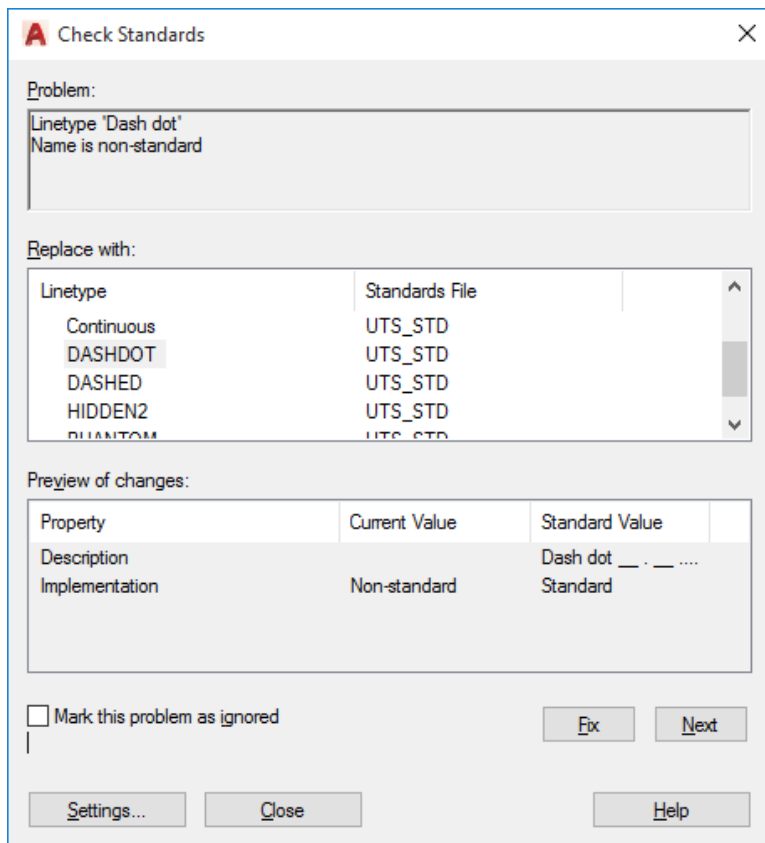 Check Standards
Problem:
Linetype 'Dash dot'
Name is non-standard
Replace with:
Linetype Standards File
Continuous UTS_STD
DASHDOT UTS_STD
DASHED UTS_STD
HIDDEN2 UTS_STD
PHANTOM UTS_STD
Preview of changes:
Property Current Value Standard Value
Description Dash dot __ . __ ....
Implementation Non-standard Standard
Mark this problem as ignored
Fix Next
Settings... Close Help